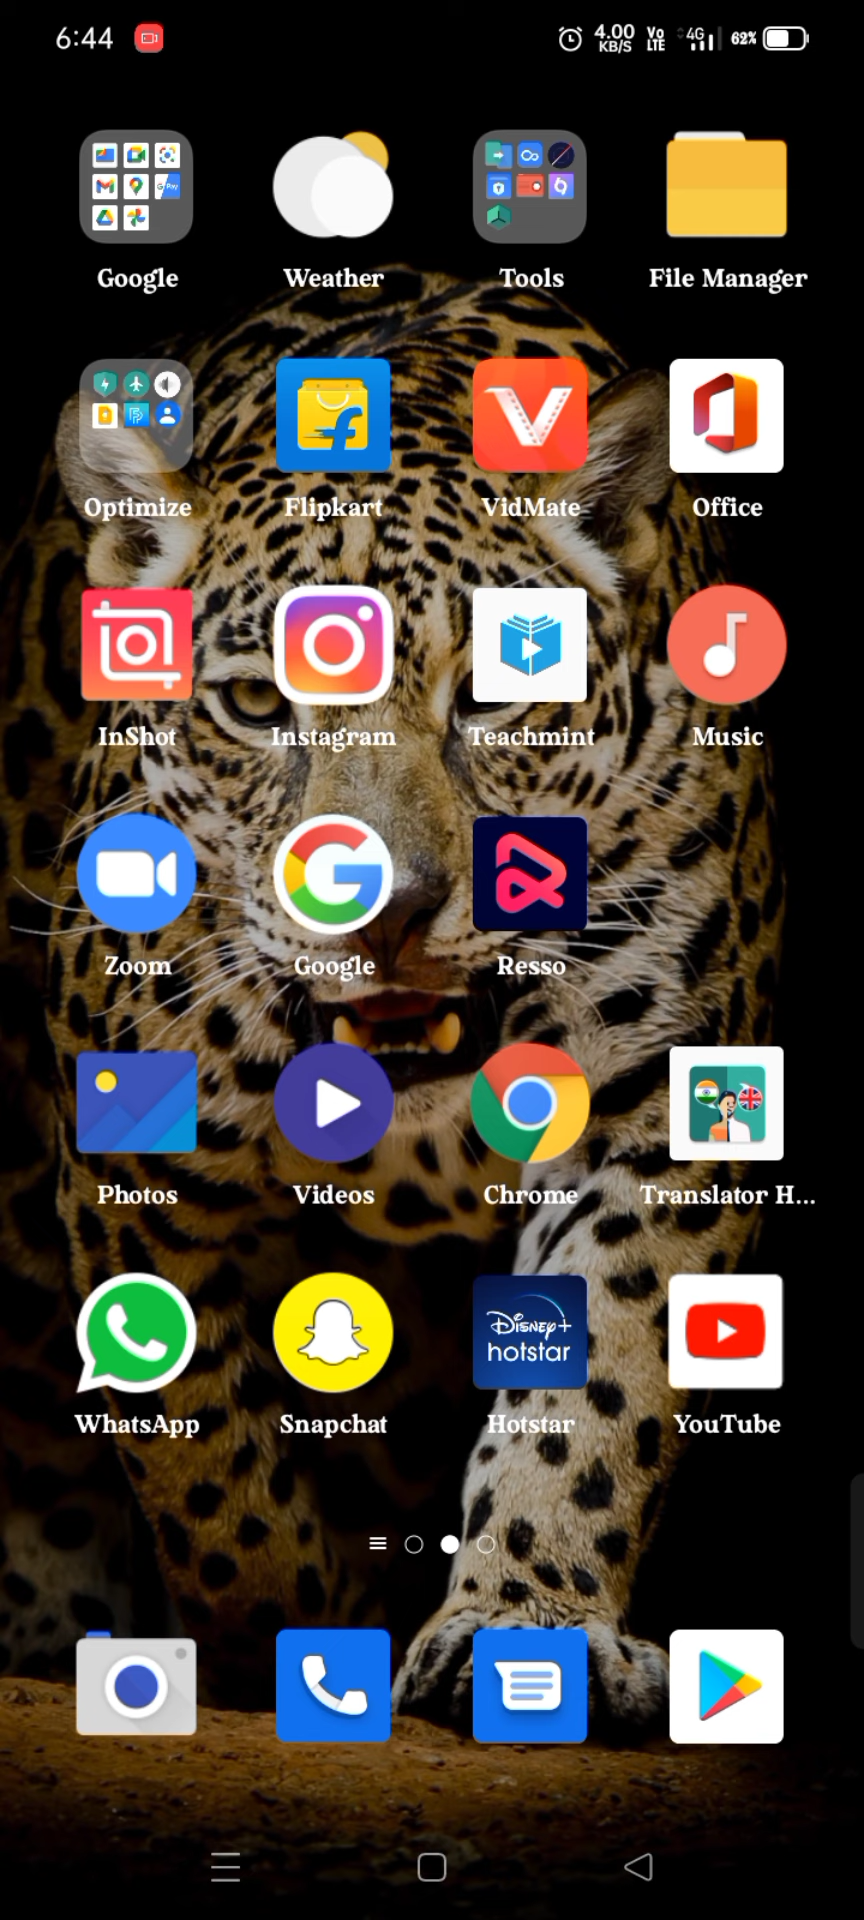 6:44 4.00 KB/S Vo LTE 4G 62%
G Pay
Google Weather Tools File Manager
Optimize Flipkart VidMate Office
InShot Instagram Teachmint Music
Zoom Google Resso
Photos Videos Chrome Translator H...
Disney+
hotstar
WhatsApp Snapchat Hotstar YouTube